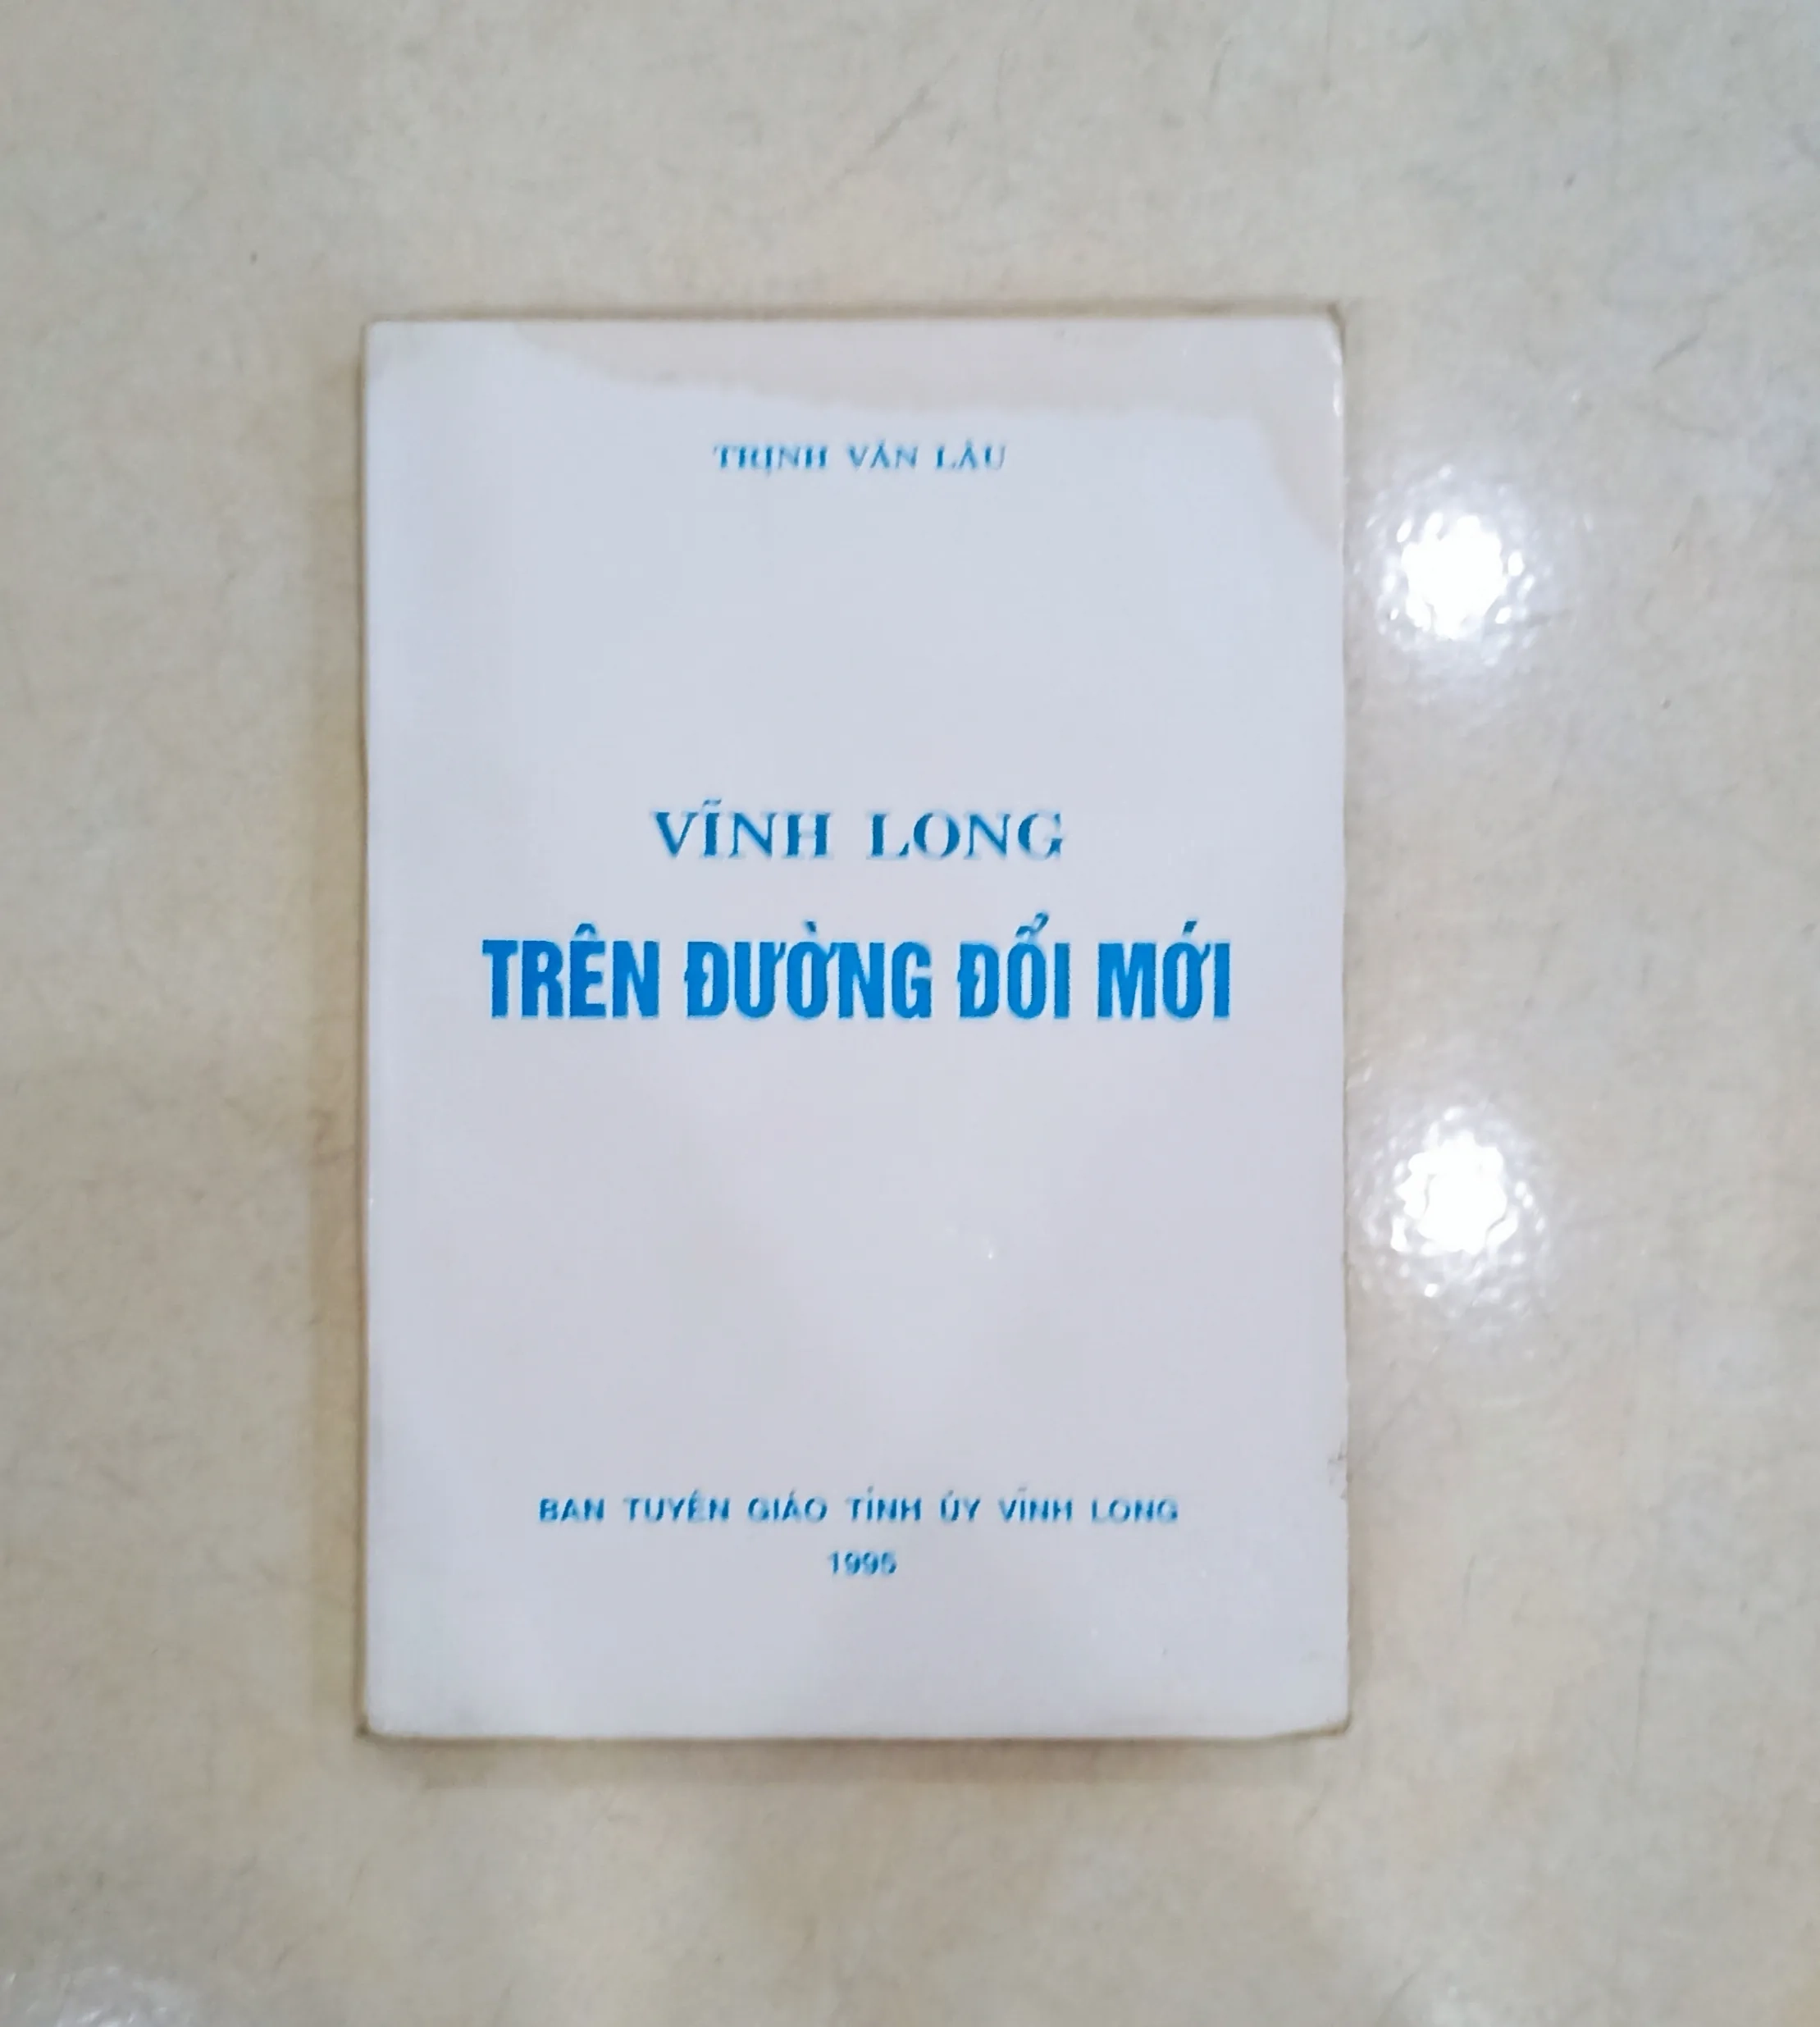 TRỊNH VĂN LÂU
VĨNH LONG
TRÊN ĐƯỜNG ĐỔI MỚI
BAN TUYÊN GIÁO TỈNH ỦY VĨNH LONG
1995